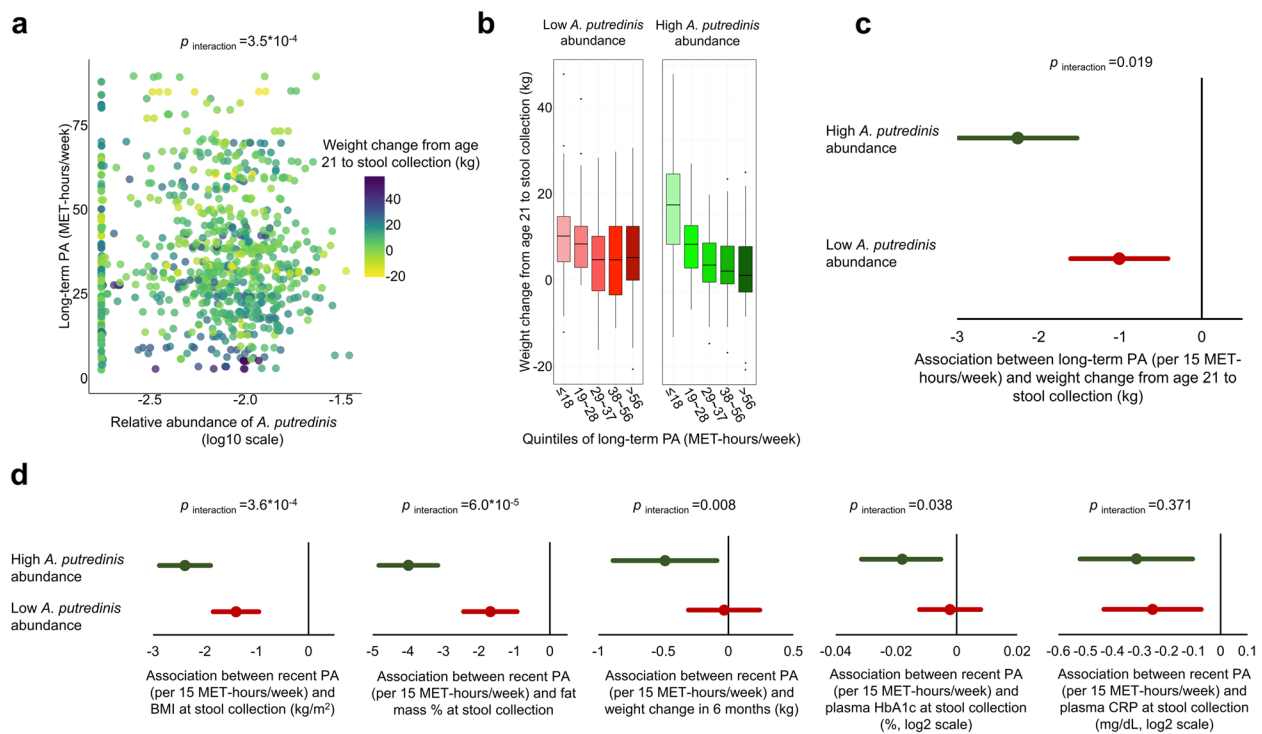 a
p interaction =3.5*10-4
Long-term PA (MET-hours/week)
75
50
25
0
-2.5
-2.0
-1.5
Relative abundance of A. putredinis
(log10 scale)
Weight change from age
21 to stool collection (kg)
40
20
0
-20
b
Low A. putredinis
abundance
High A. putredinis
abundance
Weight change from age 21 to stool collection (kg)
40
20
0
-20
≤18
19~28
29~37
38~56
>56
≤18
19~28
29~37
38~56
>56
Quintiles of long-term PA (MET-hours/week)
c
p interaction =0.019
High A. putredinis
abundance
Low A. putredinis
abundance
-3
-2
-1
0
Association between long-term PA (per 15 MET-
hours/week) and weight change from age 21 to
stool collection (kg)
d
High A. putredinis
abundance
Low A. putredinis
abundance
p interaction =3.6*10-4
-3
-2
-1
0
Association between recent PA
(per 15 MET-hours/week) and
BMI at stool collection (kg/m2)
p interaction =6.0*10-5
-5
-4
-3
-2
-1
0
Association between recent PA
(per 15 MET-hours/week) and fat
mass % at stool collection
p interaction =0.008
-1
-0.5
0
0.5
Association between recent PA
(per 15 MET-hours/week) and
weight change in 6 months (kg)
p interaction =0.038
-0.04
-0.02
0
0.02
Association between recent PA
(per 15 MET-hours/week) and
plasma HbA1c at stool collection
(%, log2 scale)
p interaction =0.371
-0.6
-0.5
-0.4
-0.3
-0.2
-0.1
0
0.1
Association between recent PA
(per 15 MET-hours/week) and
plasma CRP at stool collection
(mg/dL, log2 scale)